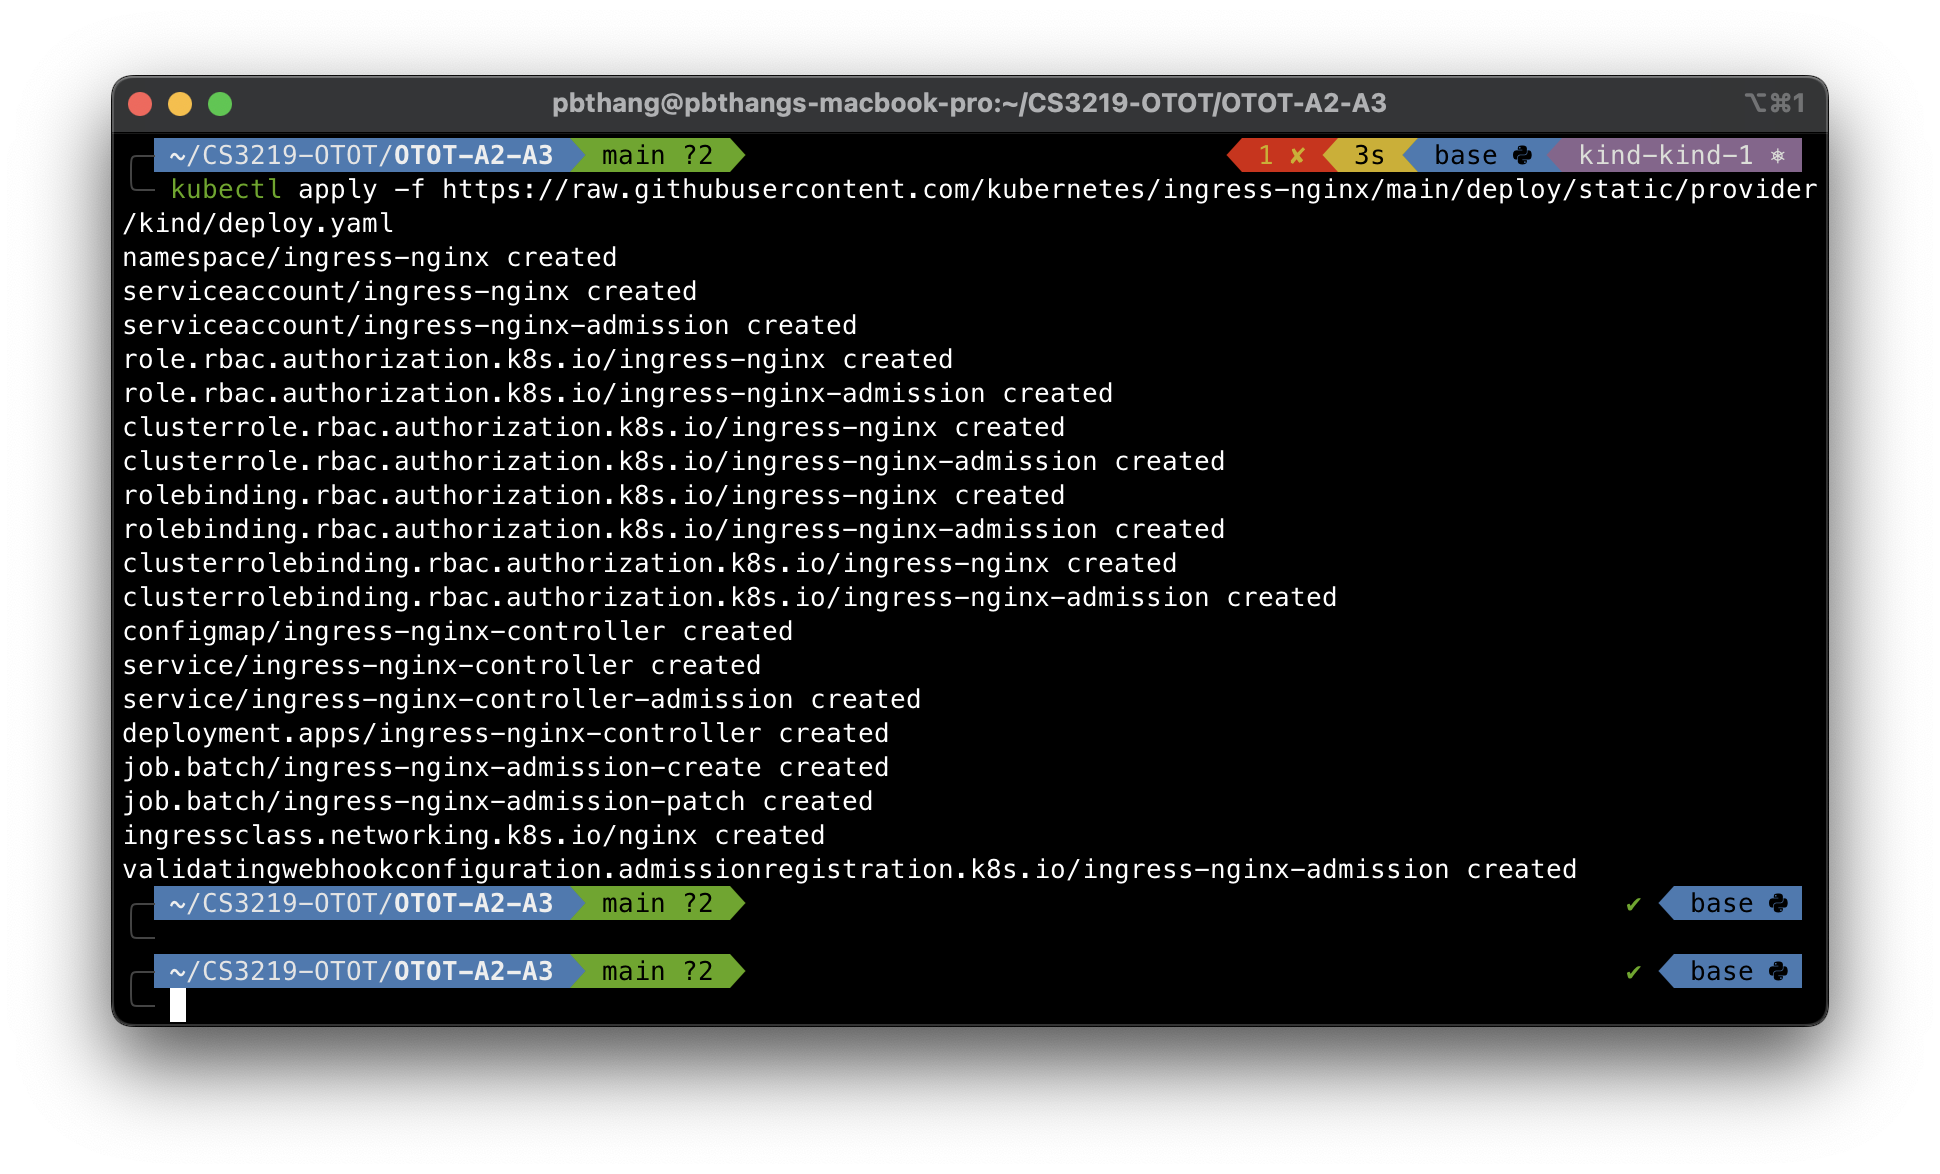 pbthang@pbthangs-macbook-pro:~/CS3219-OTOT/OTOT-A2-A3 ⌥⌘1
~/CS3219-OTOT/OTOT-A2-A3 main ?2 1 ✘ 3s base kind-kind-1 ⎈
kubectl apply -f https://raw.githubusercontent.com/kubernetes/ingress-nginx/main/deploy/static/provider
/kind/deploy.yaml
namespace/ingress-nginx created
serviceaccount/ingress-nginx created
serviceaccount/ingress-nginx-admission created
role.rbac.authorization.k8s.io/ingress-nginx created
role.rbac.authorization.k8s.io/ingress-nginx-admission created
clusterrole.rbac.authorization.k8s.io/ingress-nginx created
clusterrole.rbac.authorization.k8s.io/ingress-nginx-admission created
rolebinding.rbac.authorization.k8s.io/ingress-nginx created
rolebinding.rbac.authorization.k8s.io/ingress-nginx-admission created
clusterrolebinding.rbac.authorization.k8s.io/ingress-nginx created
clusterrolebinding.rbac.authorization.k8s.io/ingress-nginx-admission created
configmap/ingress-nginx-controller created
service/ingress-nginx-controller created
service/ingress-nginx-controller-admission created
deployment.apps/ingress-nginx-controller created
job.batch/ingress-nginx-admission-create created
job.batch/ingress-nginx-admission-patch created
ingressclass.networking.k8s.io/nginx created
validatingwebhookconfiguration.admissionregistration.k8s.io/ingress-nginx-admission created
~/CS3219-OTOT/OTOT-A2-A3 main ?2 ✔ base
~/CS3219-OTOT/OTOT-A2-A3 main ?2 ✔ base